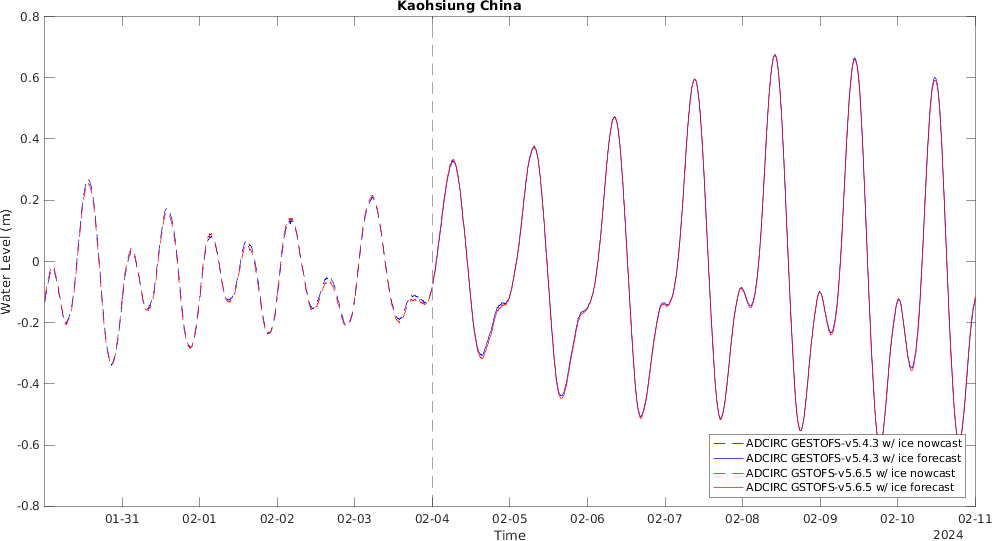 Kaohsiung China
0.8
0.6
0.4
0.2
0
-0.2
-0.4
-0.6
-0.8
Water Level (m)
ADCIRC GESTOFS-v5.4.3 w/ ice nowcast
ADCIRC GESTOFS-v5.4.3 w/ ice forecast
ADCIRC GSTOFS-v5.6.5 w/ ice nowcast
ADCIRC GSTOFS-v5.6.5 w/ ice forecast
01-31 02-01 02-02 02-03 02-04 02-05 02-06 02-07 02-08 02-09 02-10 02-11
Time
2024